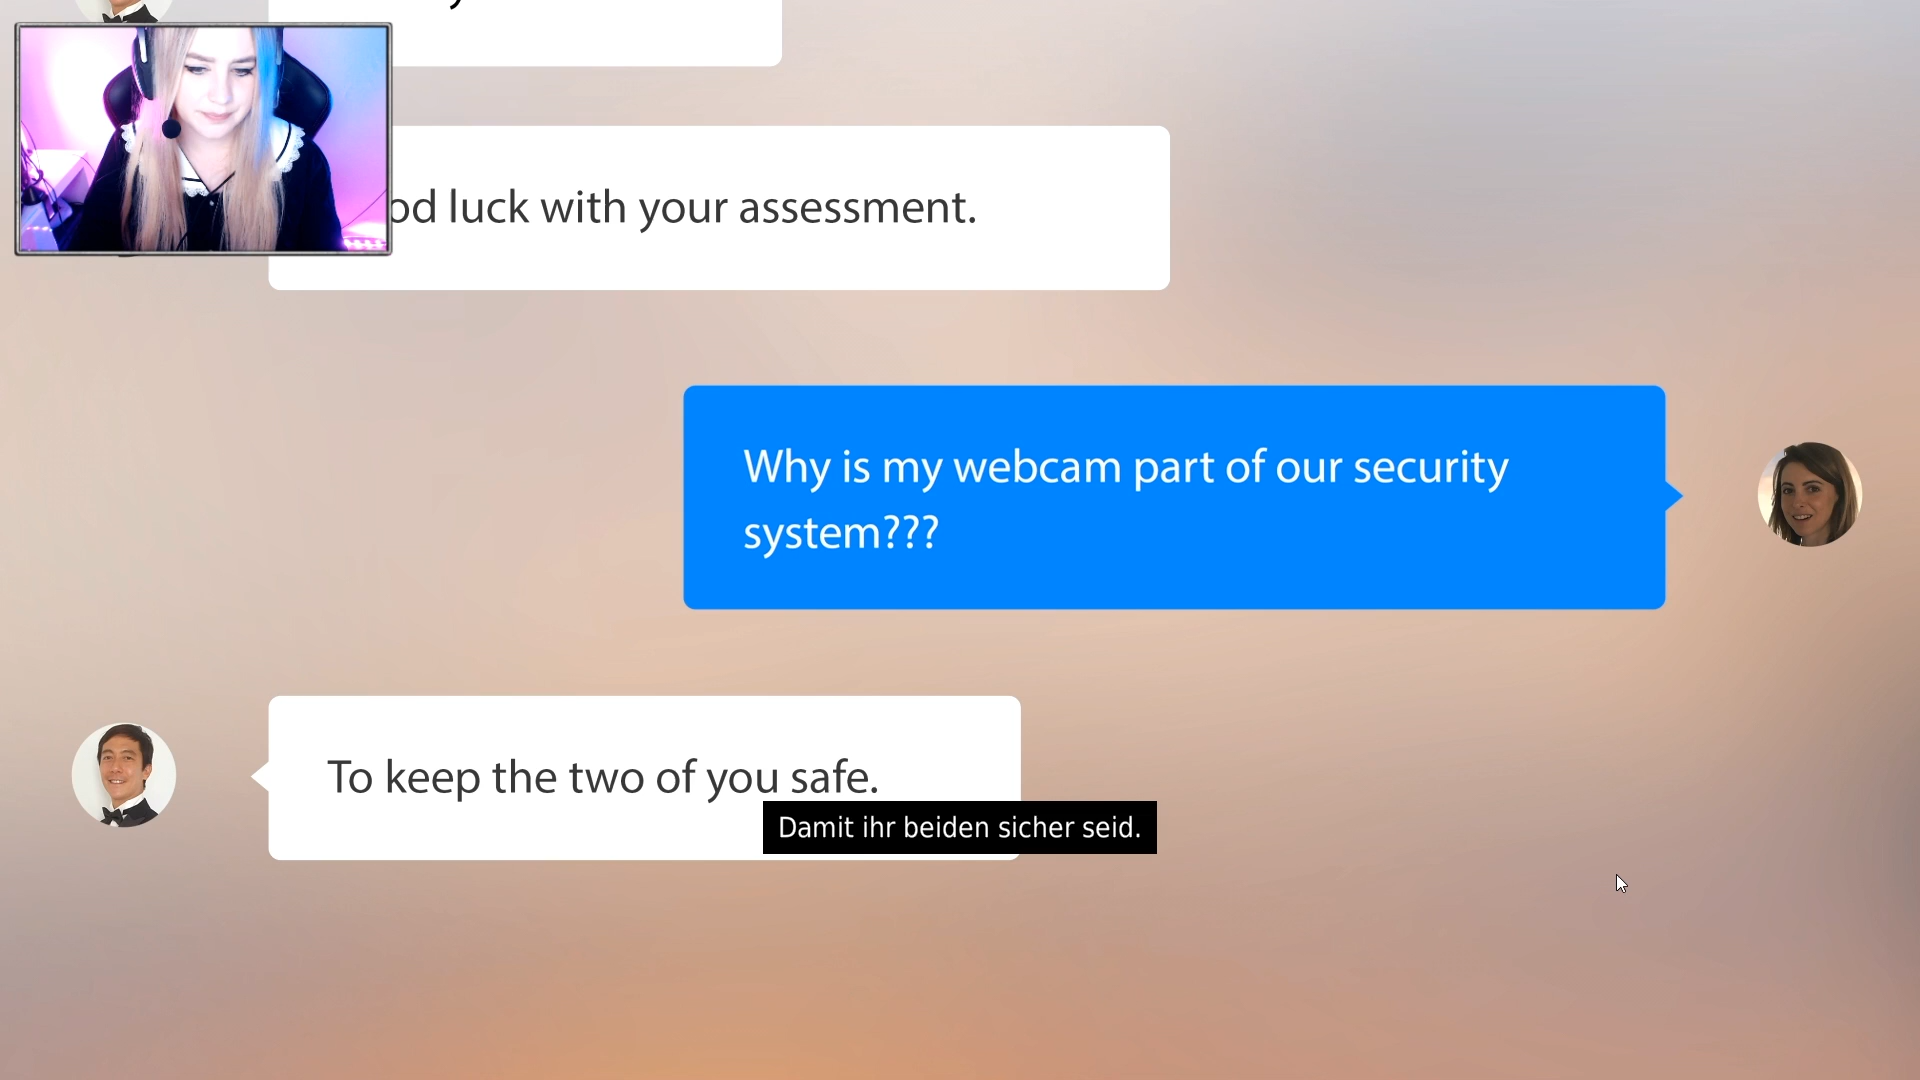 od luck with your assessment.
Why is my webcam part of our security
system???
To keep the two of you safe.
Damit ihr beiden sicher seid.